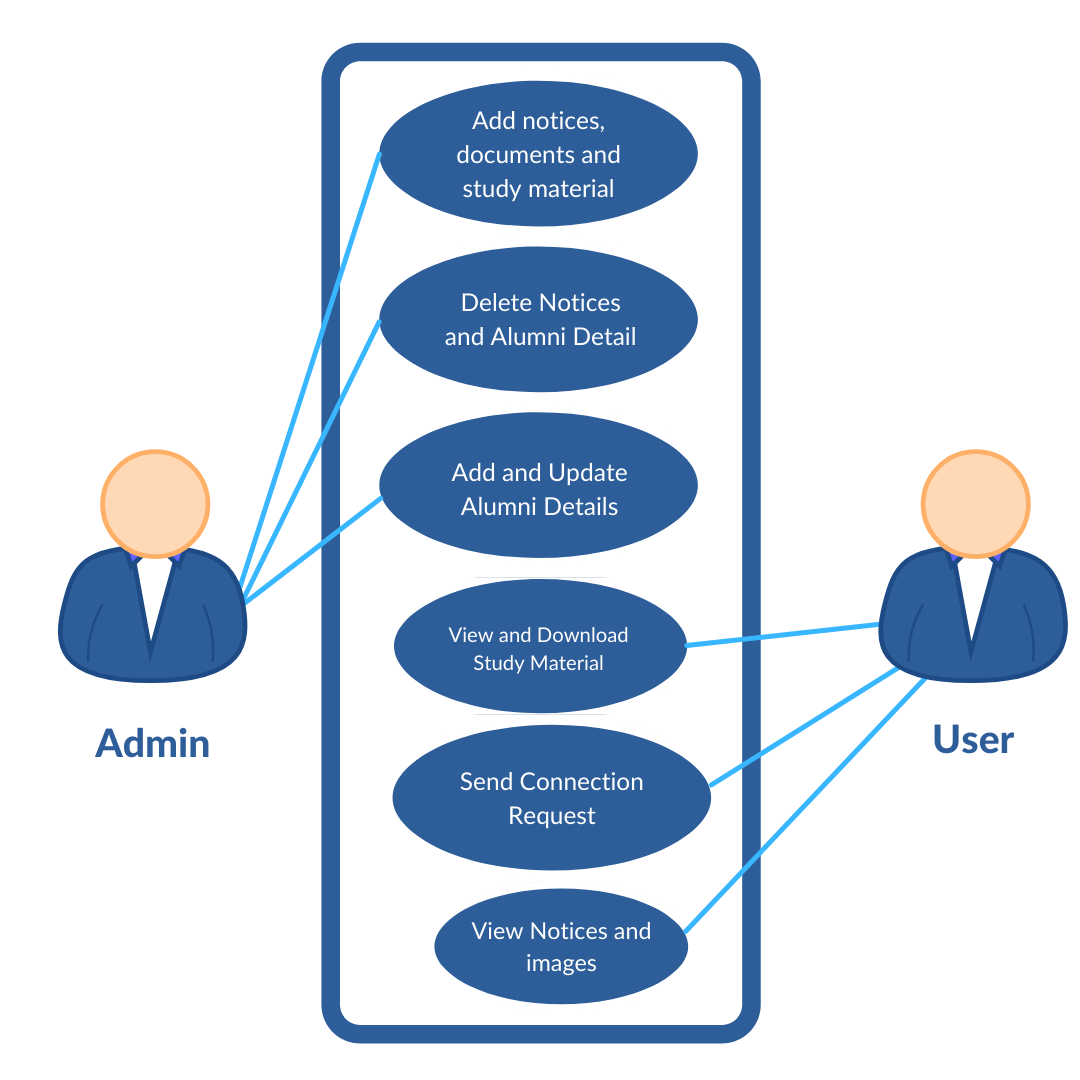 Add notices,
documents and
study material
Delete Notices
and Alumni Detail
Add and Update
Alumni Details
View and Download
Study Material
Admin
User
Send Connection
Request
View Notices and
images